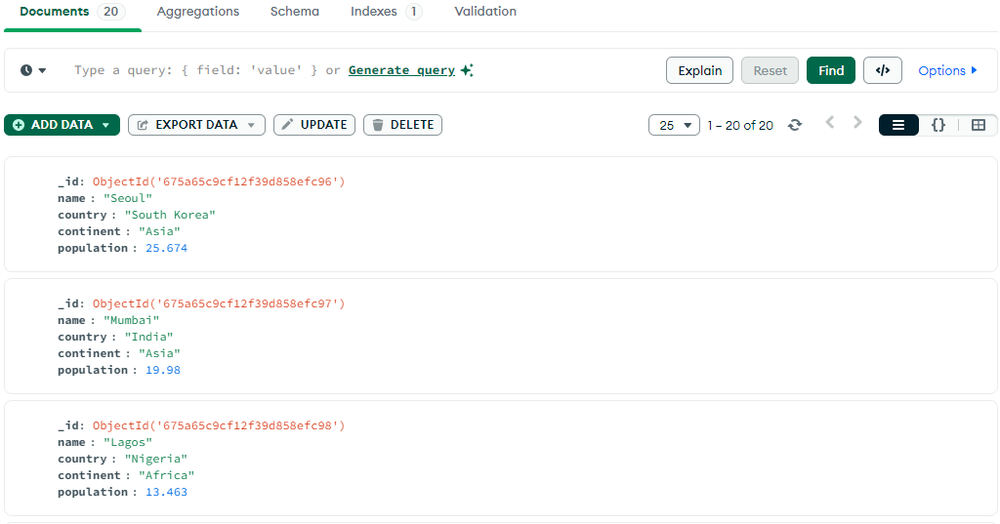 Documents 20 Aggregations Schema Indexes 1 Validation
Type a query: { field: 'value' } or Generate query Explain Reset Find </> Options
ADD DATA EXPORT DATA UPDATE DELETE 25 1 – 20 of 20 {}
_id: ObjectId('675a65c9cf12f39d858efc96')
name : "Seoul"
country : "South Korea"
continent : "Asia"
population : 25.674
_id: ObjectId('675a65c9cf12f39d858efc97')
name : "Mumbai"
country : "India"
continent : "Asia"
population : 19.98
_id: ObjectId('675a65c9cf12f39d858efc98')
name : "Lagos"
country : "Nigeria"
continent : "Africa"
population : 13.463